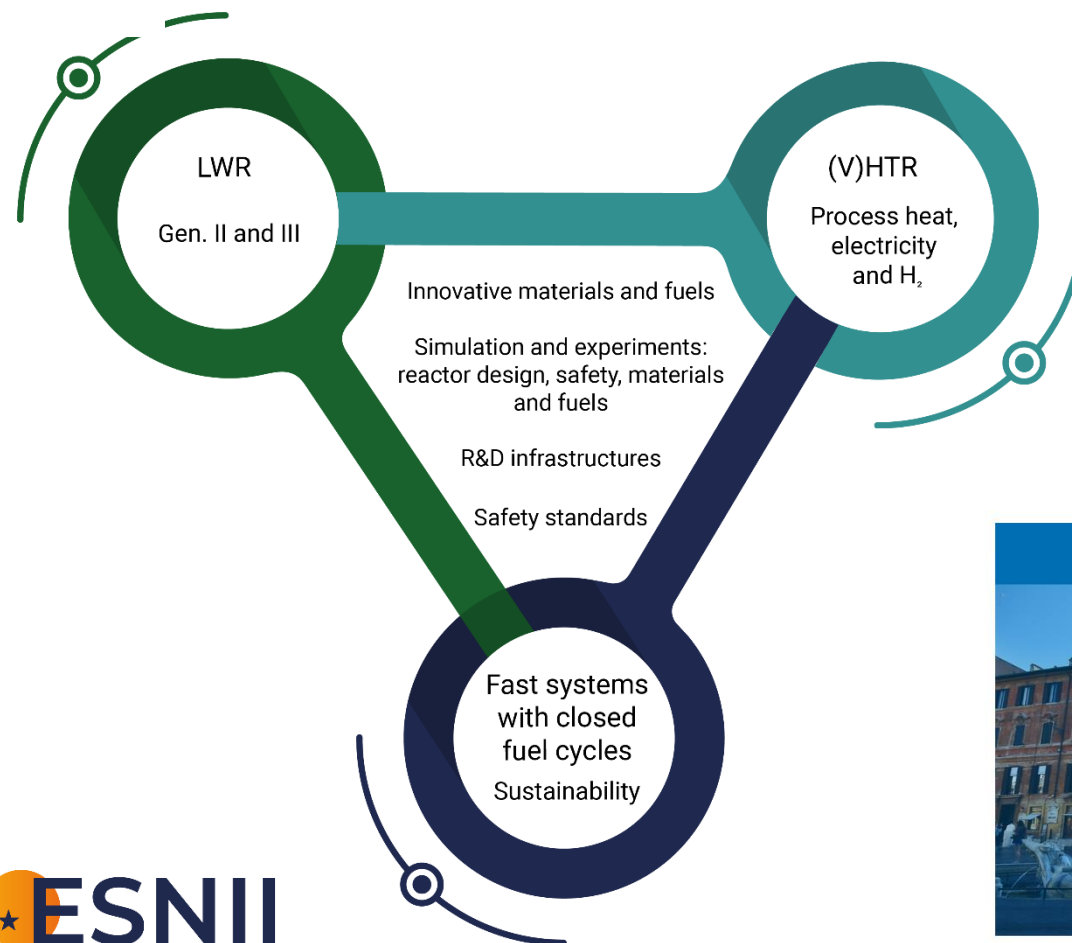 LWR
Gen. II and III
(V)HTR
Process heat,
electricity
and H₂
Innovative materials and fuels
Simulation and experiments:
reactor design, safety, materials
and fuels
R&D infrastructures
Safety standards
Fast systems
with closed
fuel cycles
Sustainability
ESNII